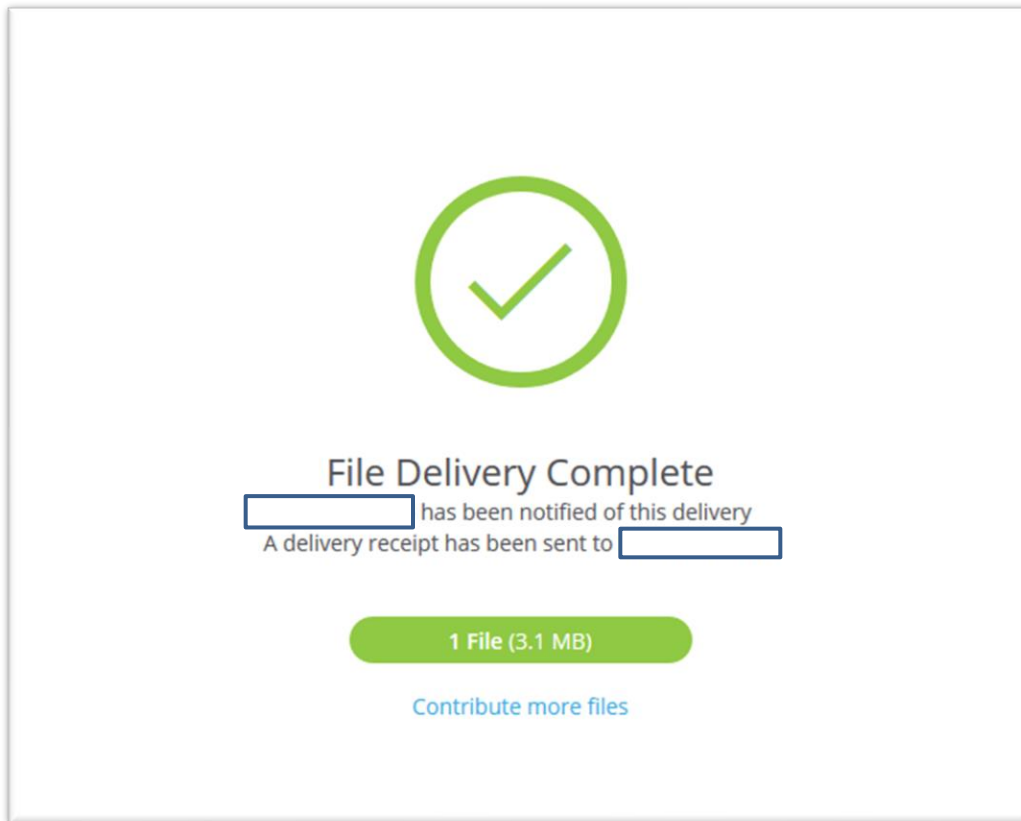 File Delivery Complete
has been notified of this delivery
A delivery receipt has been sent to
1 File (3.1 MB)
Contribute more files